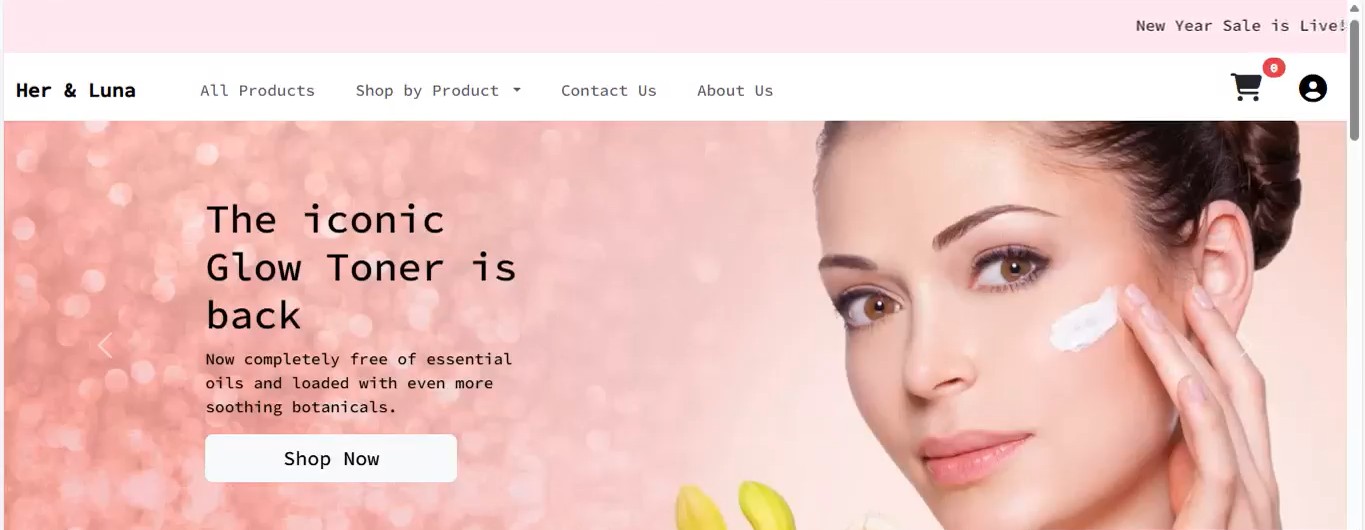 New Year Sale is Live!
Her & Luna All Products Shop by Product Contact Us About Us 0
The iconic
Glow Toner is
back
Now completely free of essential
oils and loaded with even more
soothing botanicals.
Shop Now